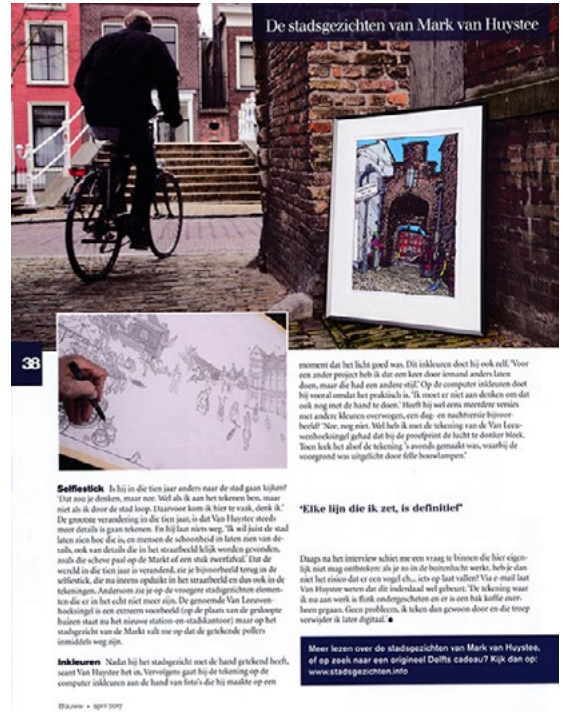 De stadsgezichten van Mark van Huystee
38
Selfiestick Is hij in die tien jaar anders naar de stad gaan kijken?
'Dat zou je denken, maar nee. Wel als ik aan het tekenen ben, maar
niet als ik door de stad loop. Daarvoor kom ik hier te vaak, denk ik.'
De grootste verandering in die tien jaar, is dat Van Huystee steeds
meer details is gaan tekenen. En hij laat niets weg. 'Ik wil juist de stad
laten zien hoe die is, en mensen de schoonheid in laten zien van de-
tails, ook van details die in het straatbeeld lelijk worden gevonden,
zoals die scheve paal op de Markt of een stuk zwerfafval.' Dat de
wereld in die tien jaar is veranderd, zie je bijvoorbeeld terug in de
selfiestick, die nu ineens opduikt in het straatbeeld en dus ook in de
tekeningen. Andersom zie je op de vroegere stadsgezichten elemen-
ten die er in het echt niet meer zijn. De genoemde Van Leeuwen-
hoeksingel is een extreem voorbeeld (op de plaats van de gesloopte
huizen staat nu het nieuwe station-en-stadskantoor) maar op het
stadsgezicht van de Markt valt me op dat de getekende pollers
inmiddels weg zijn.
Inkleuren Nadat hij het stadsgezicht met de hand getekend heeft,
scant Van Huystee het in. Vervolgens gaat hij de tekening op de
computer inkleuren aan de hand van foto's die hij maakte op een
moment dat het licht goed was. Dit inkleuren doet hij ook zelf. 'Voor
een ander project heb ik dat een keer door iemand anders laten
doen, maar die had een andere stijl.' Op de computer inkleuren doet
hij vooral omdat het praktisch is. 'Ik moet er niet aan denken om dat
ook nog met de hand te doen.' Heeft hij wel eens meerdere versies
met andere kleuren overwogen, een dag- en nachtversie bijvoor-
beeld? 'Nee, nog niet. Wel heb ik met de tekening van de Van Leeu-
wenhoeksingel gehad dat bij de proefprint de lucht te donker bleek.
Toen leek het alsof de tekening 's avonds gemaakt was, waarbij de
voorgrond was uitgelicht door felle bouwlampen.'
'Elke lijn die ik zet, is definitief'
Daags na het interview schiet me een vraag te binnen die hier eigen-
lijk niet mag ontbreken: als je zo in de buitenlucht werkt, heb je dan
niet het risico dat er een vogel eh... iets op laat vallen? Via e-mail laat
Van Huystee weten dat dit inderdaad wel gebeurt. 'De tekening waar
ik nu aan werk is flink ondergescheten en er is een bak koffie over-
heen gegaan. Geen probleem, ik teken dan gewoon door en die troep
verwijder ik later digitaal.'
Meer lezen over de stadsgezichten van Mark van Huystee,
of op zoek naar een origineel Delfts cadeau? Kijk dan op:
www.stadsgezichten.info
• april 2017